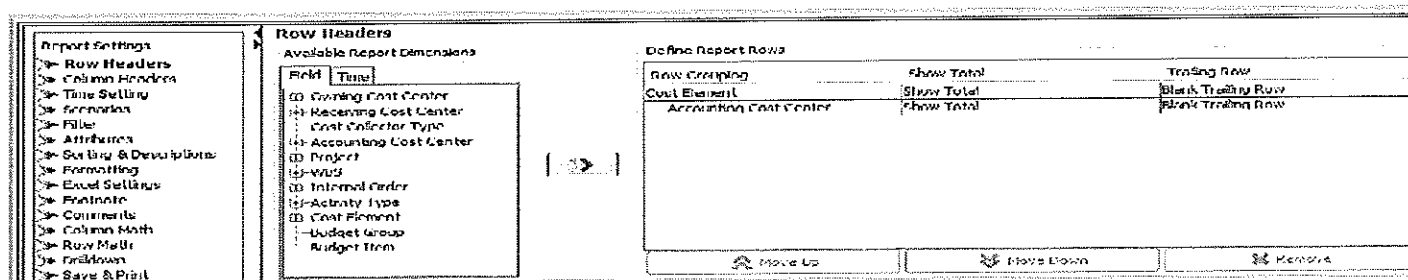 Report Settings
Row Headers
Column Headers
Time Setting
Scenarios
Filter
Attributes
Sorting & Descriptions
Formatting
Excel Settings
Footnote
Comments
Column Math
Row Math
Drilldown
Save & Print
Row Headers
Available Report Dimensions
Field Time
Owning Cost Center
Receiving Cost Center
Cost Collector Type
Accounting Cost Center
Project
WBS
Internal Order
Activity Type
Cost Element
Budget Group
Budget Item
Define Report Rows
Row Grouping Show Total Trailing Row
Cost Element Show Total Blank Trailing Row
Accounting Cost Center Show Total Blank Trailing Row
Move Up Move Down Remove